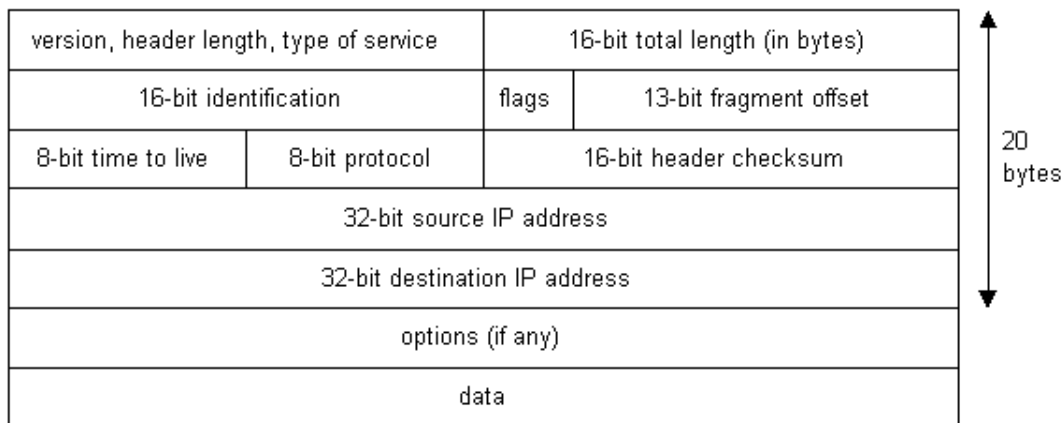 version, header length, type of service
16-bit total length (in bytes)
16-bit identification
flags
13-bit fragment offset
8-bit time to live
8-bit protocol
16-bit header checksum
20
bytes
32-bit source IP address
32-bit destination IP address
options (if any)
data